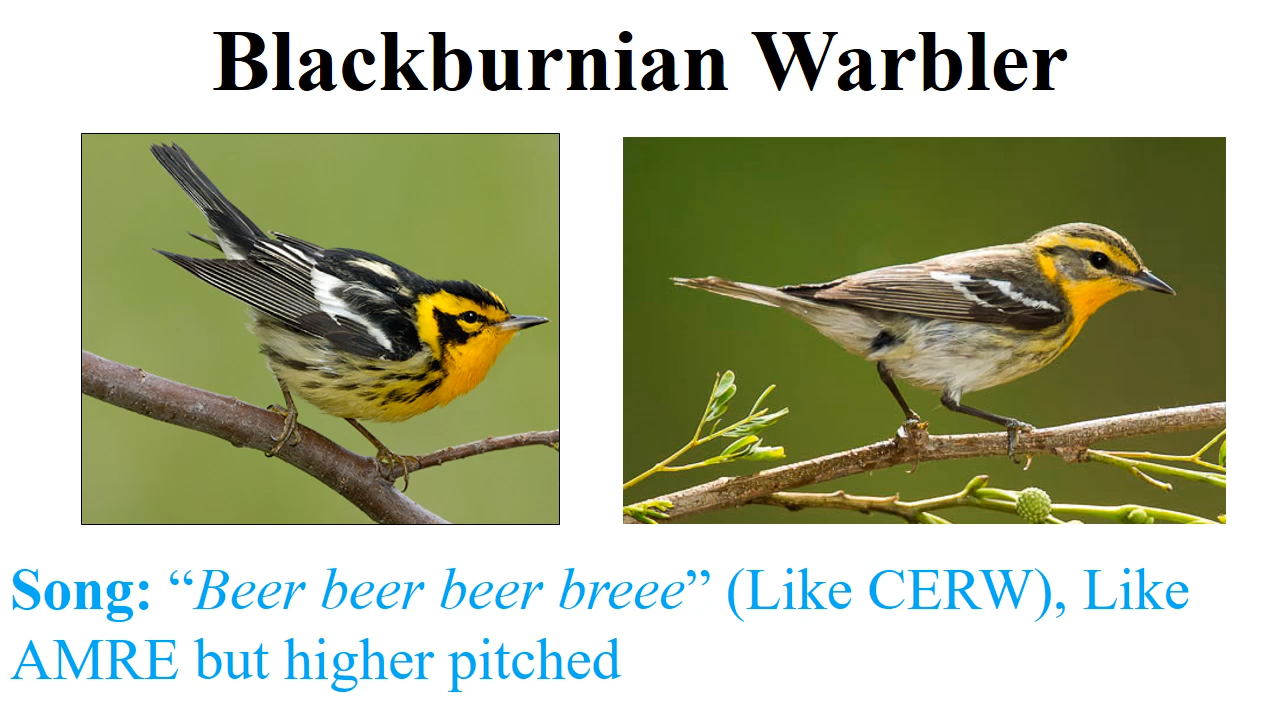 Blackburnian Warbler
Song: “Beer beer beer breee” (Like CERW), Like
AMRE but higher pitched